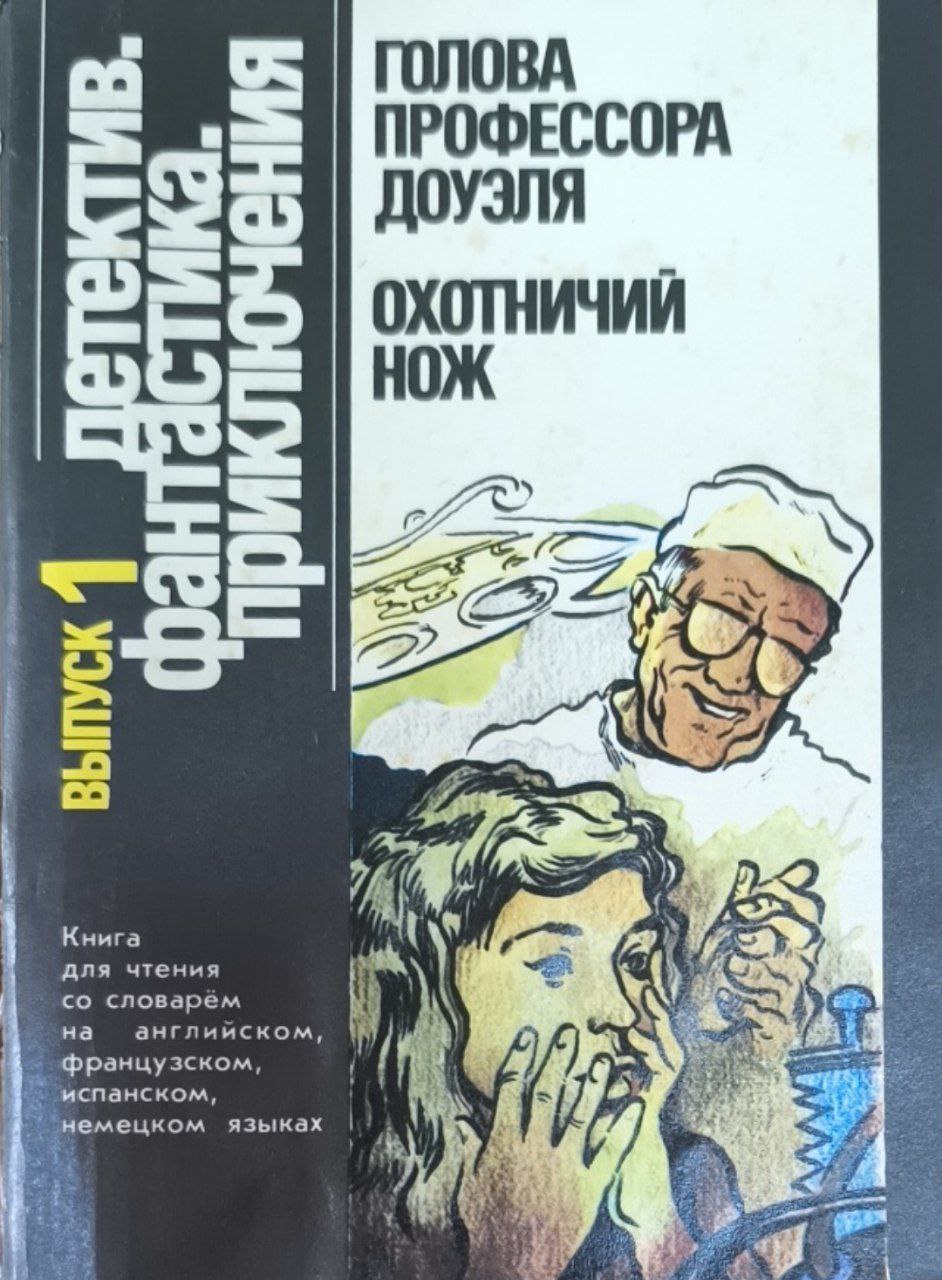 ВЫПУСК 1
детектив.
фантастика.
приключения
ГОЛОВА
ПРОФЕССОРА
ДОУЭЛЯ
ОХОТНИЧИЙ
НОЖ
Книга
для чтения
со словарём
на английском,
французском,
испанском,
немецком языках